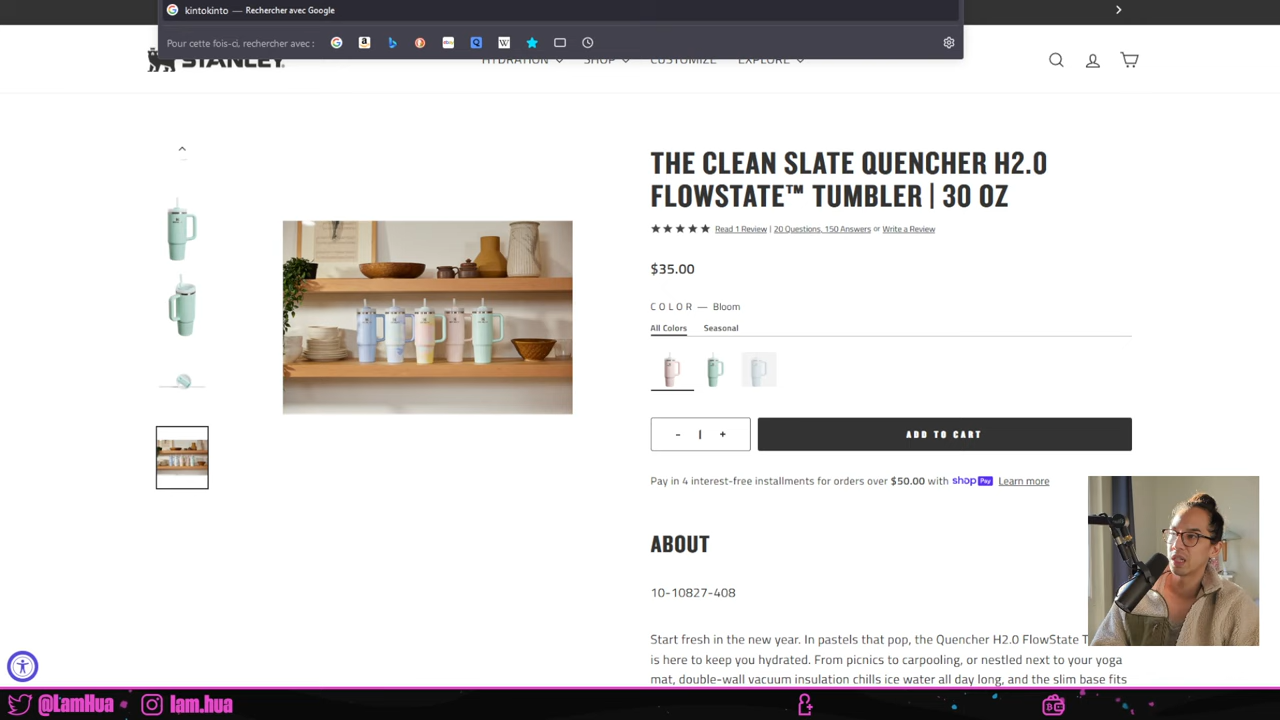 kintokinto — Rechercher avec Google
Pour cette fois-ci, rechercher avec :
STANLEY
HYDRATION SHOP CUSTOMIZE EXPLORE
THE CLEAN SLATE QUENCHER H2.0
FLOWSTATE™ TUMBLER | 30 OZ
Read 1 Review | 20 Questions, 150 Answers or Write a Review
$35.00
COLOR — Bloom
All Colors Seasonal
- 1 +
ADD TO CART
Pay in 4 interest-free installments for orders over $50.00 with shop Pay Learn more
ABOUT
10-10827-408
Start fresh in the new year. In pastels that pop, the Quencher H2.0 FlowState T
is here to keep you hydrated. From picnics to carpooling, or nestled next to your yoga
mat, double-wall vacuum insulation chills ice water all day long, and the slim base fits
@LamHua lam.hua